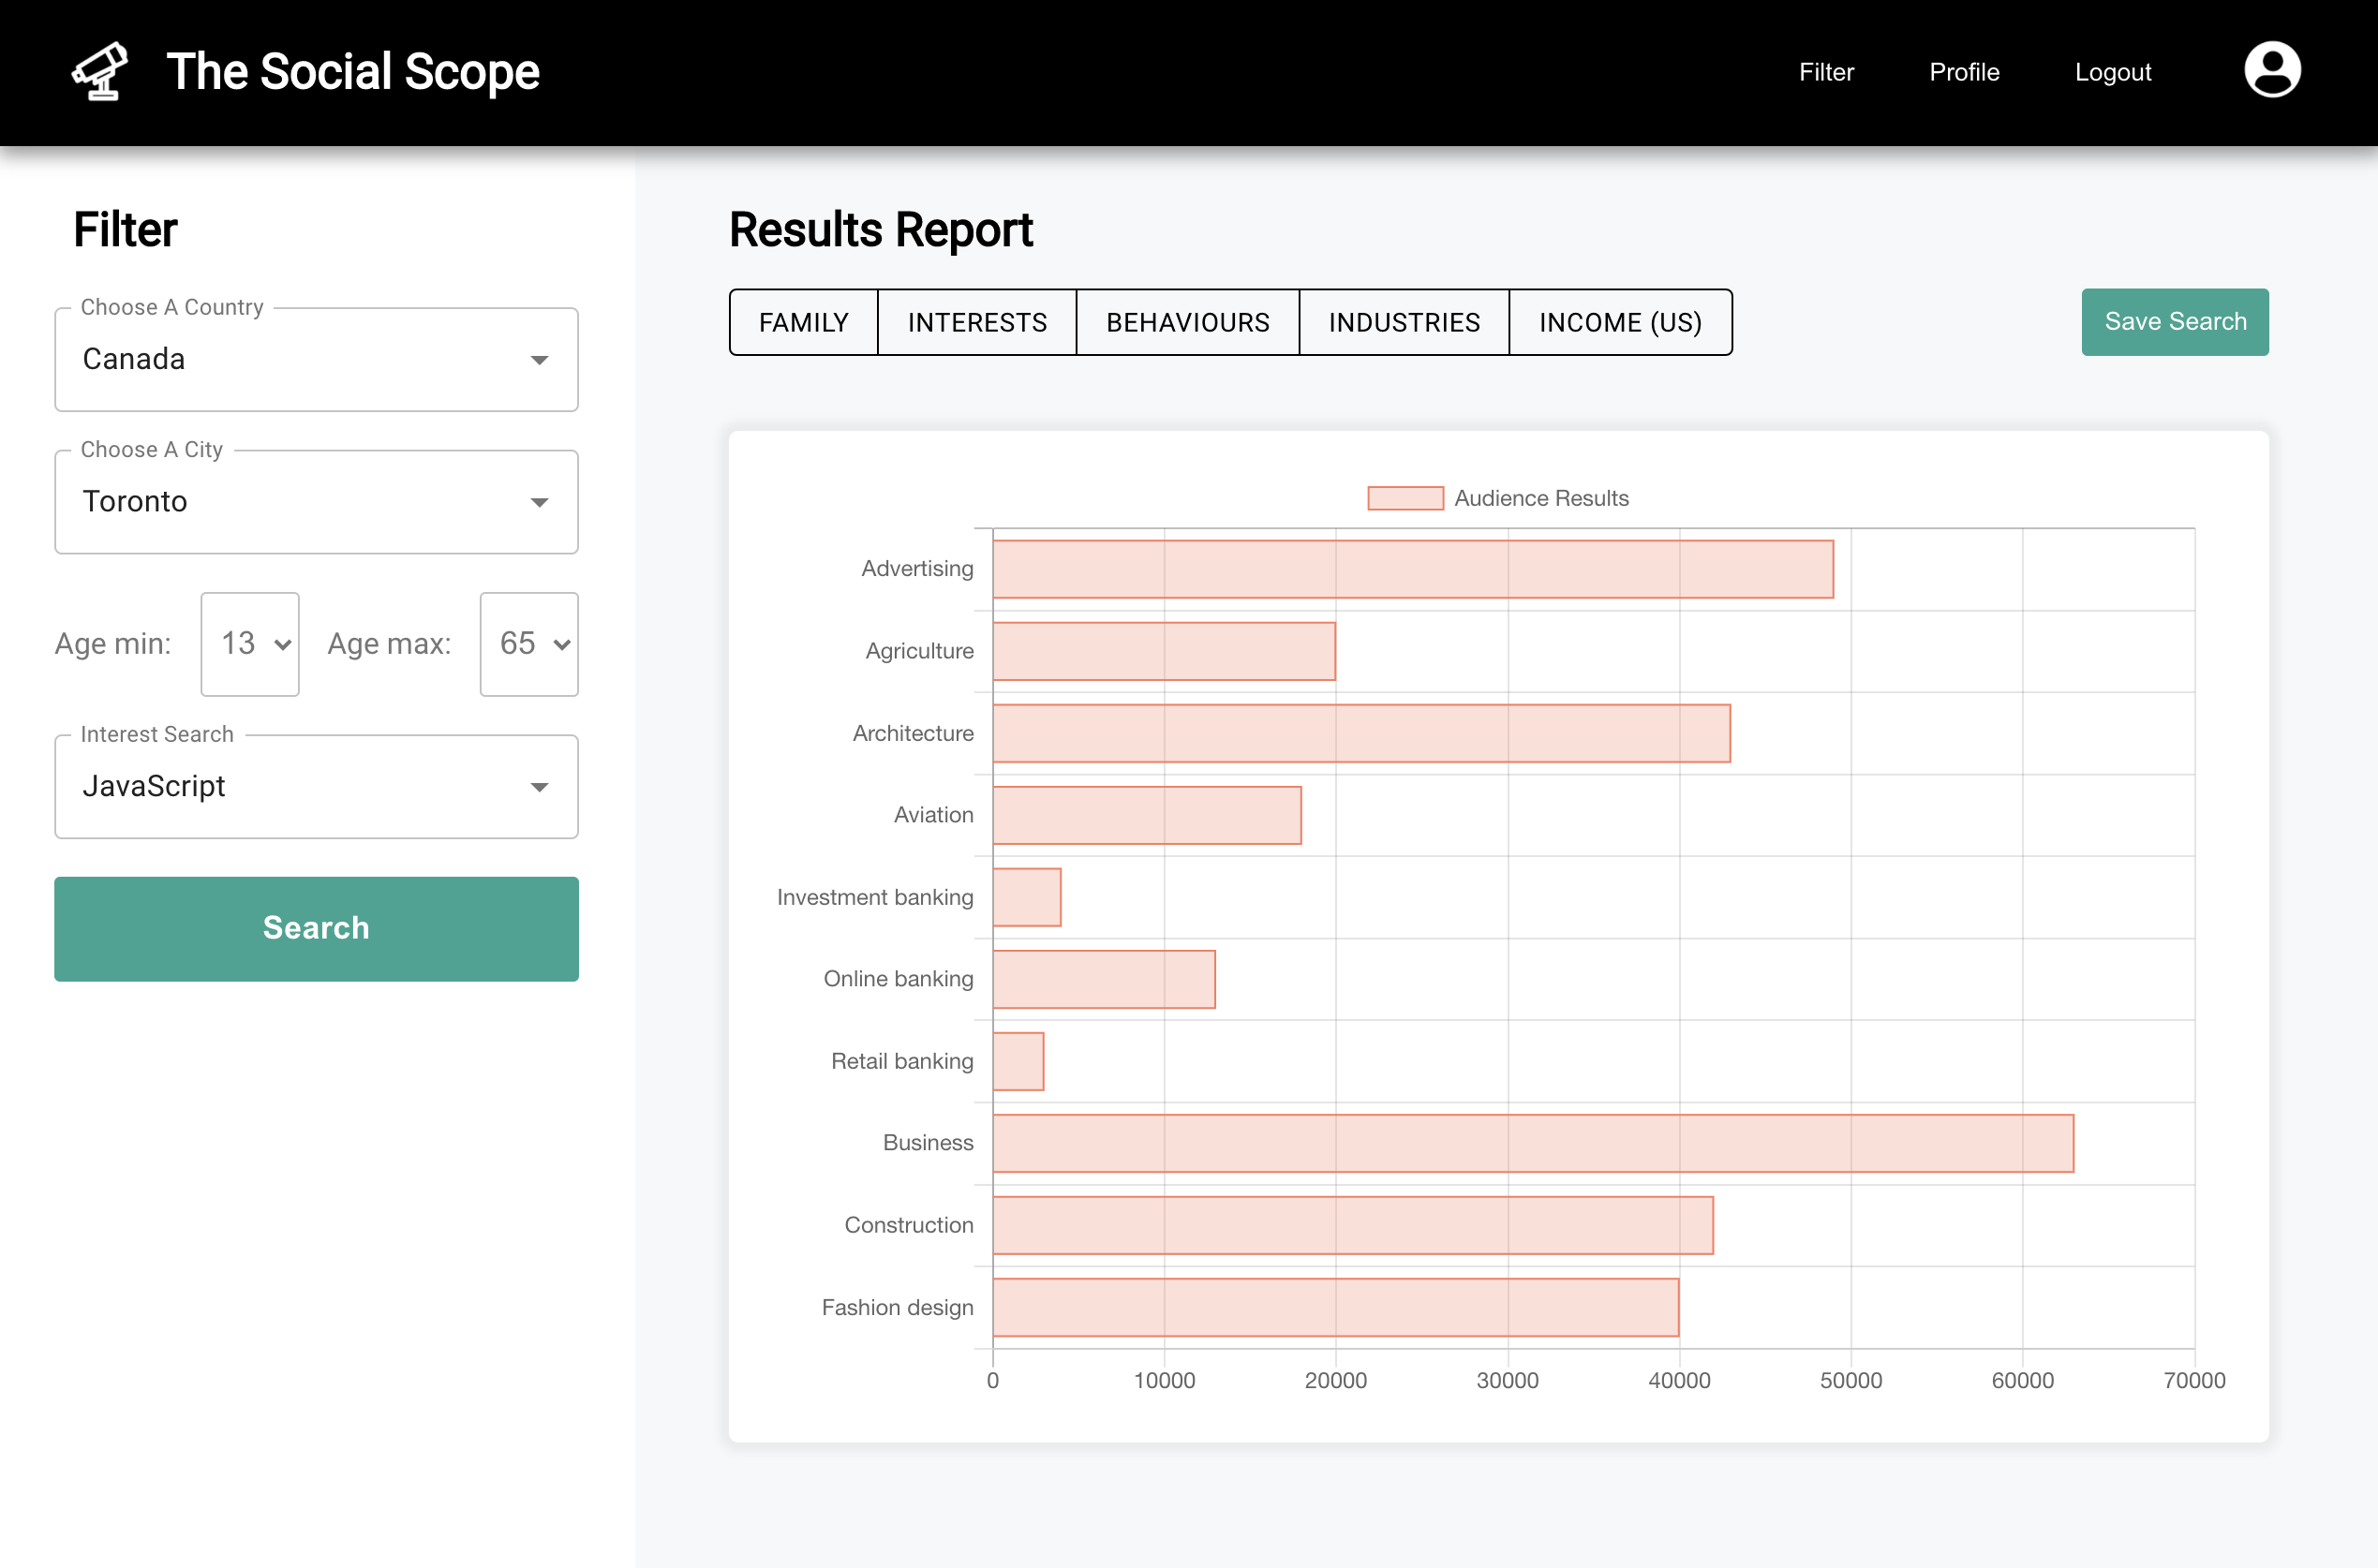 The Social Scope
Filter
Profile
Logout
Filter
Choose A Country
Canada
Choose A City
Toronto
Age min: 13 Age max: 65
Interest Search
JavaScript
Search
Results Report
FAMILY
INTERESTS
BEHAVIOURS
INDUSTRIES
INCOME (US)
Save Search
Audience Results
Advertising
Agriculture
Architecture
Aviation
Investment banking
Online banking
Retail banking
Business
Construction
Fashion design
0 10000 20000 30000 40000 50000 60000 70000